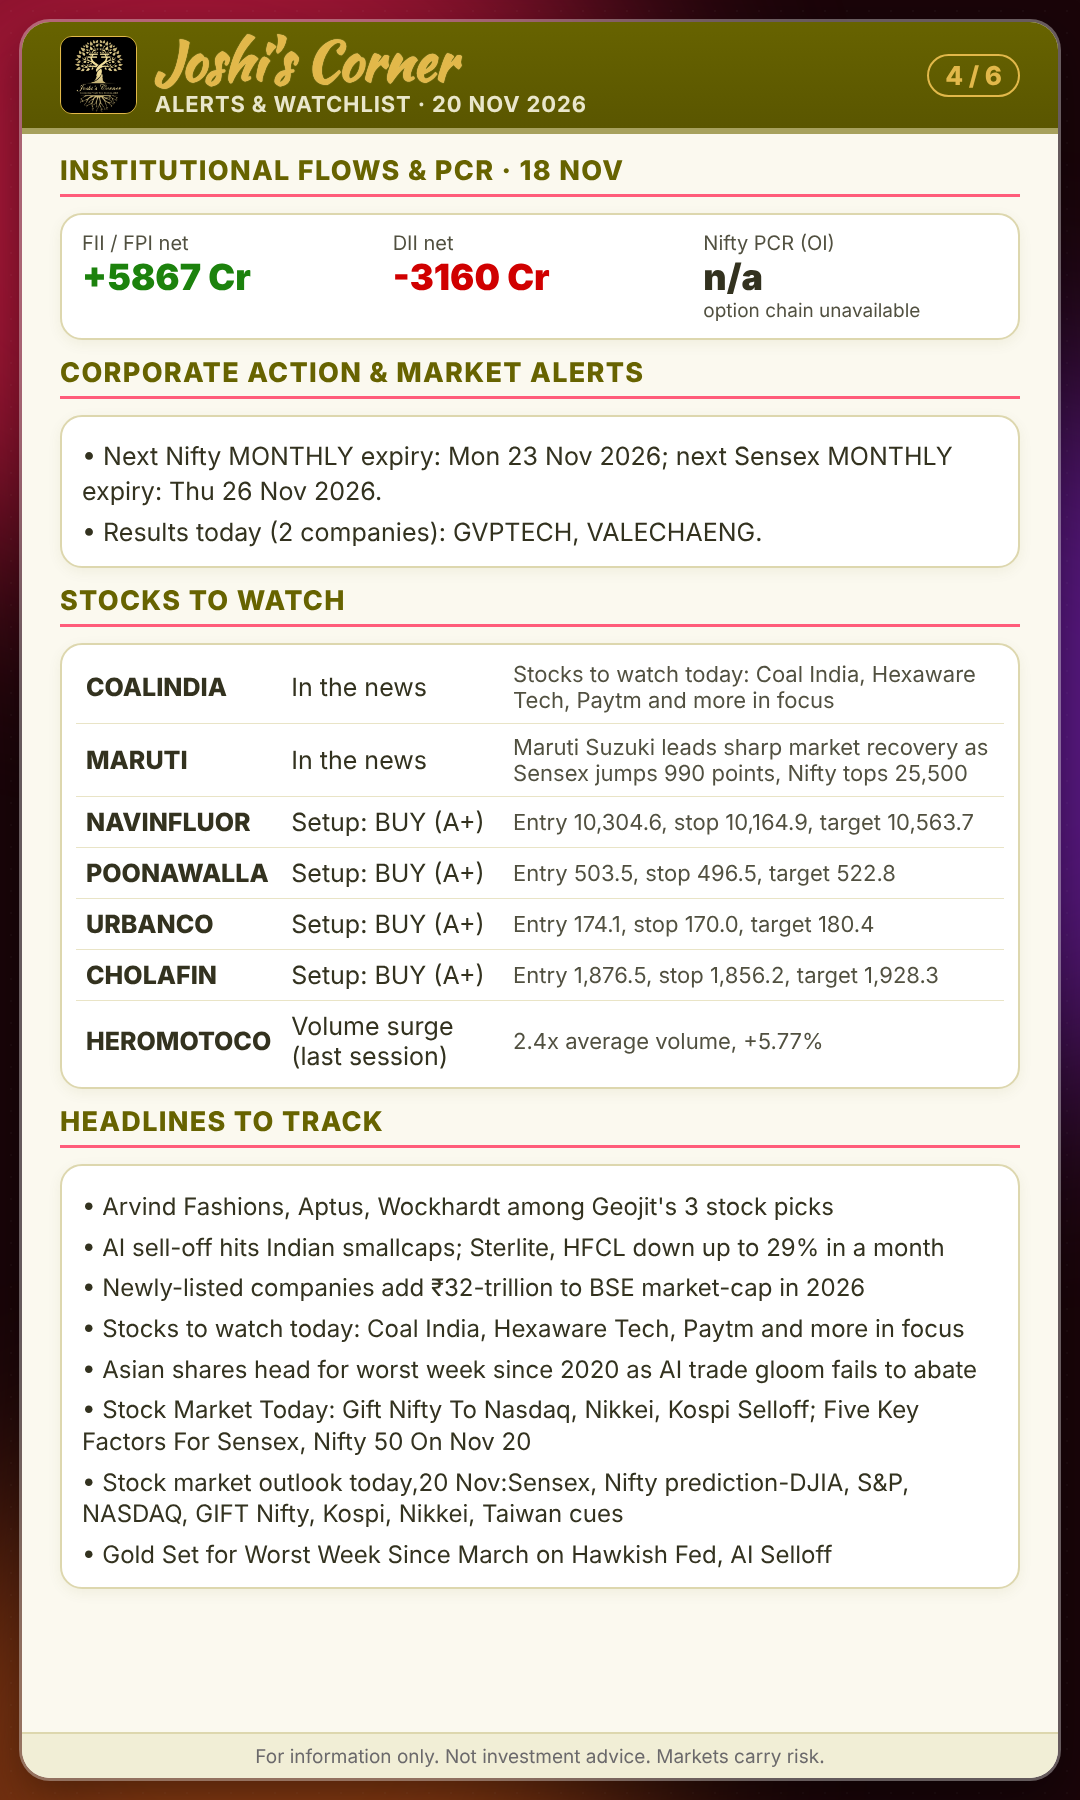 Joshi's Corner
Joshi's Corner
ALERTS & WATCHLIST · 20 NOV 2026
4 / 6
INSTITUTIONAL FLOWS & PCR · 18 NOV
FII / FPI net
+5867 Cr
DII net
-3160 Cr
Nifty PCR (OI)
n/a
option chain unavailable
CORPORATE ACTION & MARKET ALERTS
• Next Nifty MONTHLY expiry: Mon 23 Nov 2026; next Sensex MONTHLY
expiry: Thu 26 Nov 2026.
• Results today (2 companies): GVPTECH, VALECHAENG.
STOCKS TO WATCH
COALINDIA In the news Stocks to watch today: Coal India, Hexaware
Tech, Paytm and more in focus
MARUTI In the news Maruti Suzuki leads sharp market recovery as
Sensex jumps 990 points, Nifty tops 25,500
NAVINFLUOR Setup: BUY (A+) Entry 10,304.6, stop 10,164.9, target 10,563.7
POONAWALLA Setup: BUY (A+) Entry 503.5, stop 496.5, target 522.8
URBANCO Setup: BUY (A+) Entry 174.1, stop 170.0, target 180.4
CHOLAFIN Setup: BUY (A+) Entry 1,876.5, stop 1,856.2, target 1,928.3
HEROMOTOCO Volume surge
(last session) 2.4x average volume, +5.77%
HEADLINES TO TRACK
• Arvind Fashions, Aptus, Wockhardt among Geojit's 3 stock picks
• AI sell-off hits Indian smallcaps; Sterlite, HFCL down up to 29% in a month
• Newly-listed companies add ₹32-trillion to BSE market-cap in 2026
• Stocks to watch today: Coal India, Hexaware Tech, Paytm and more in focus
• Asian shares head for worst week since 2020 as AI trade gloom fails to abate
• Stock Market Today: Gift Nifty To Nasdaq, Nikkei, Kospi Selloff; Five Key
Factors For Sensex, Nifty 50 On Nov 20
• Stock market outlook today,20 Nov:Sensex, Nifty prediction-DJIA, S&P,
NASDAQ, GIFT Nifty, Kospi, Nikkei, Taiwan cues
• Gold Set for Worst Week Since March on Hawkish Fed, AI Selloff
For information only. Not investment advice. Markets carry risk.